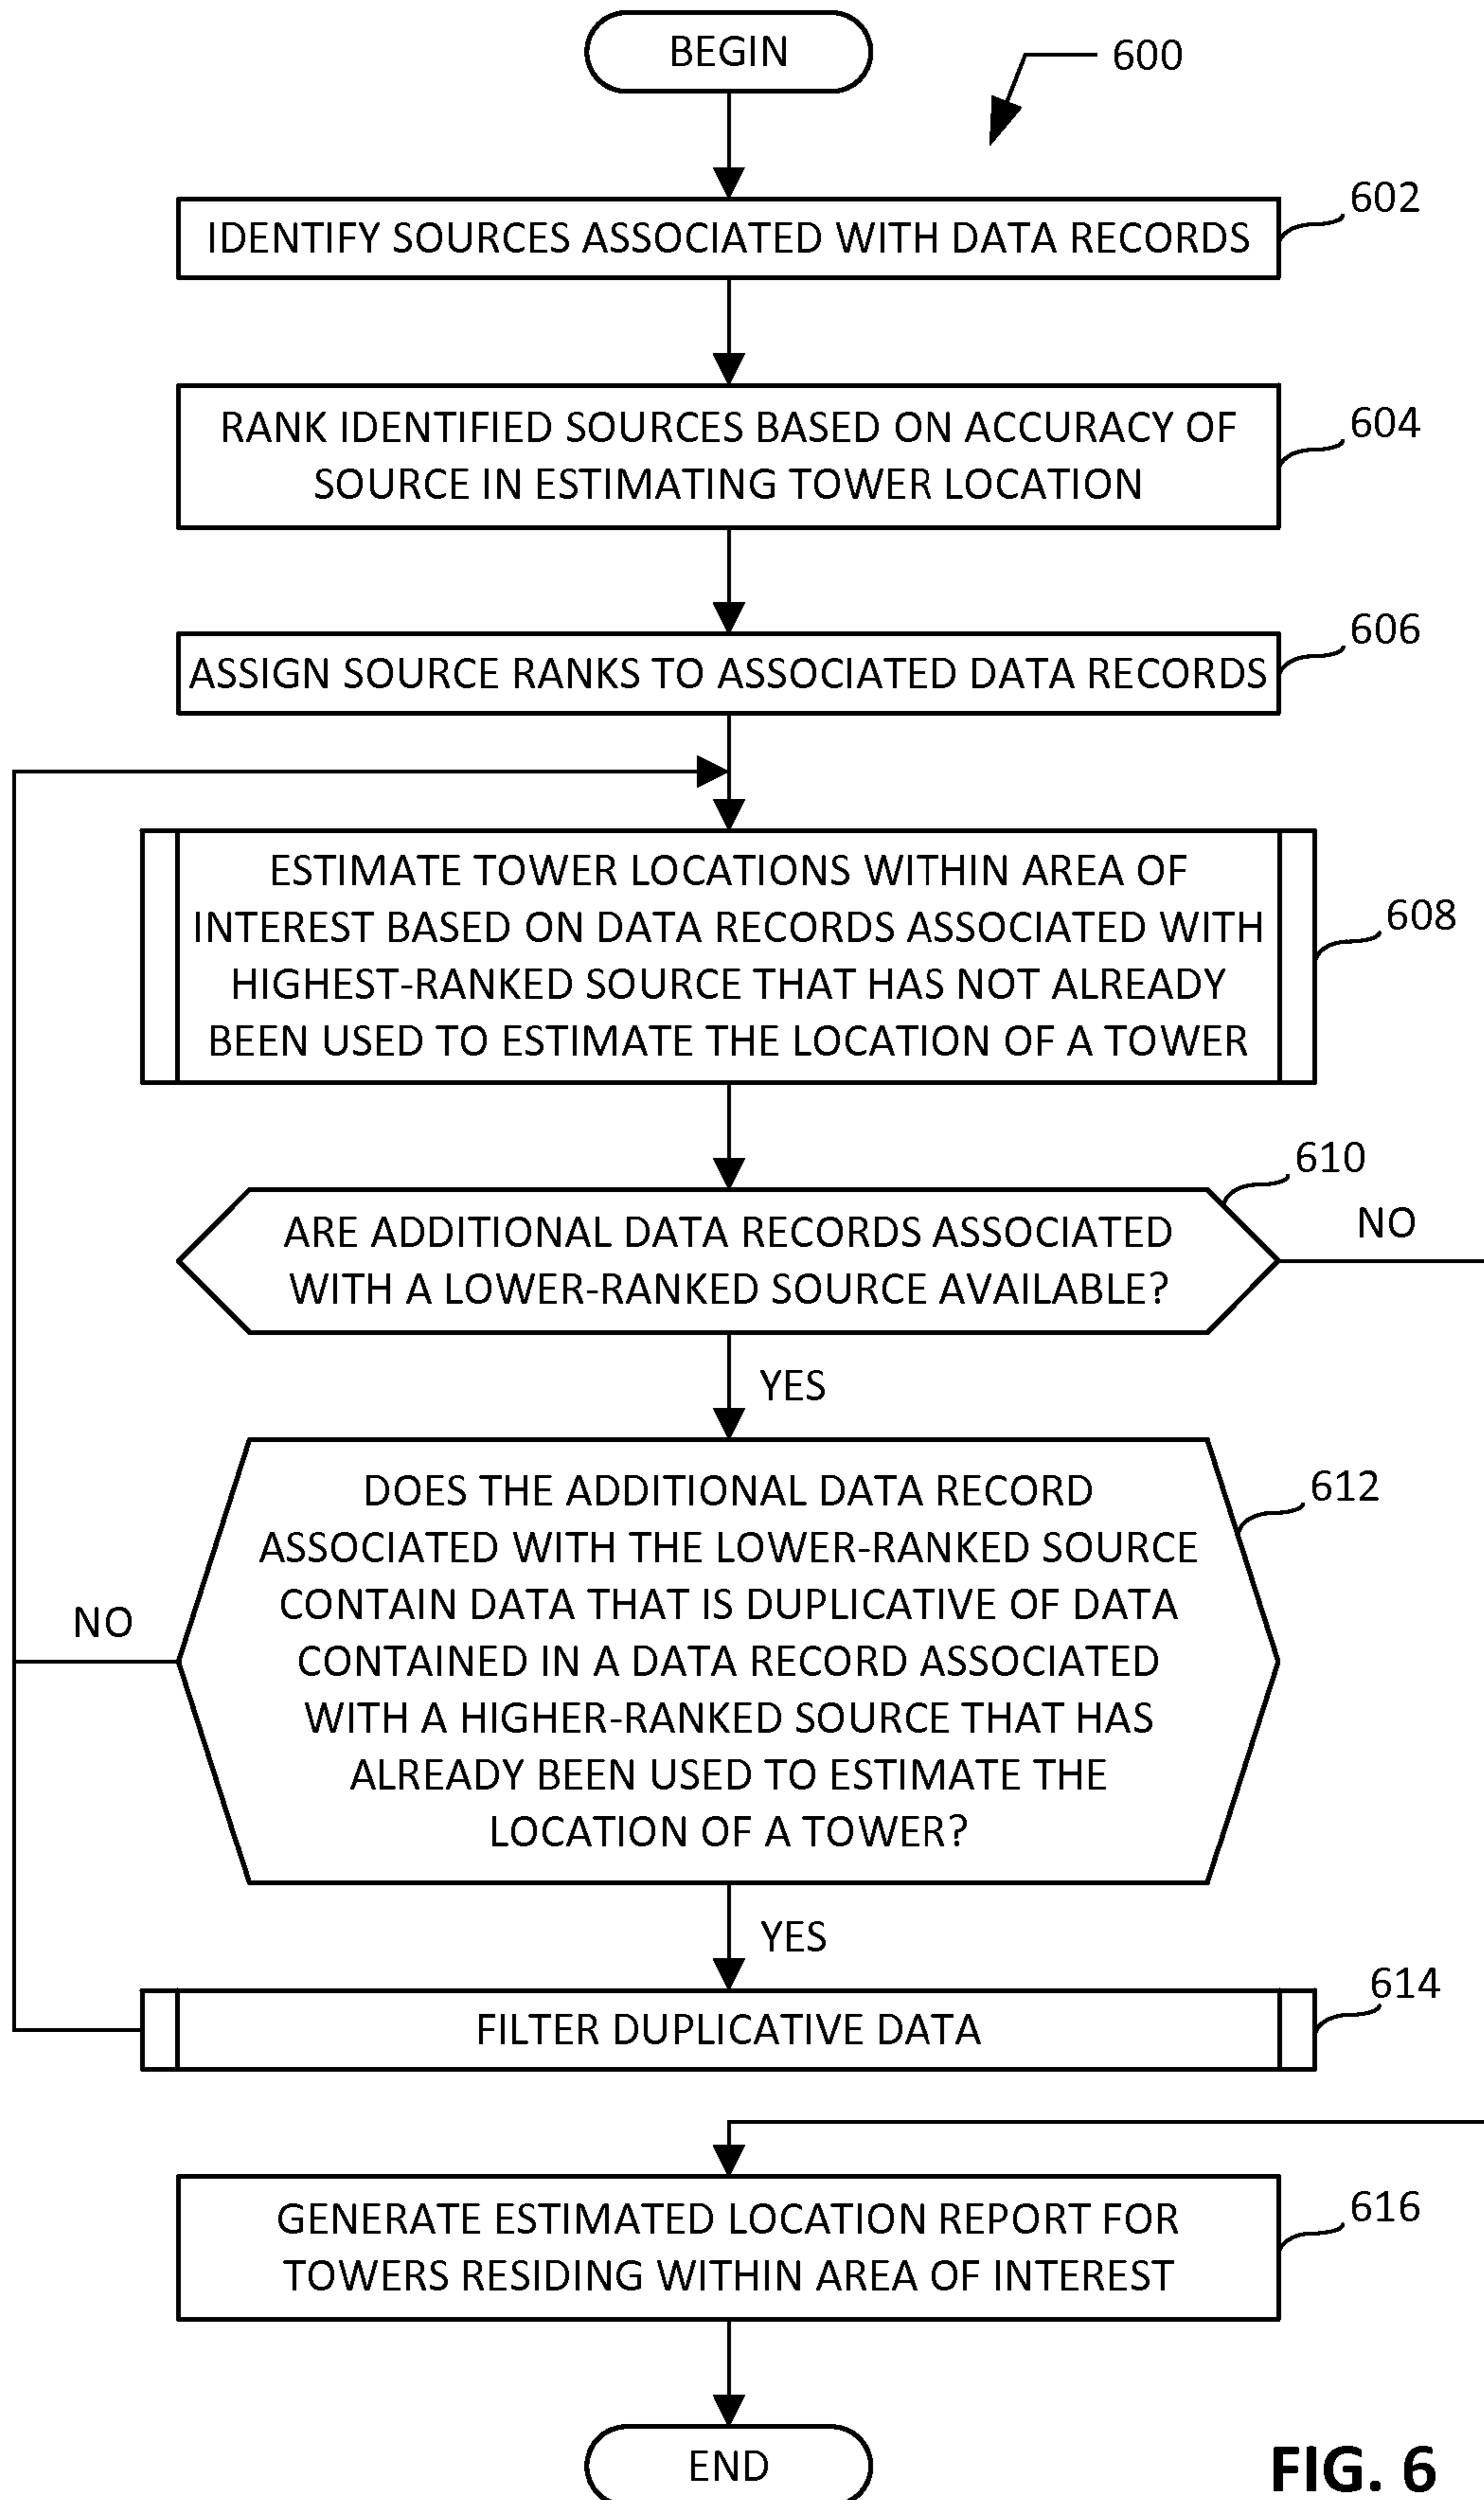 BEGIN
600
602
IDENTIFY SOURCES ASSOCIATED WITH DATA RECORDS
604
RANK IDENTIFIED SOURCES BASED ON ACCURACY OF
SOURCE IN ESTIMATING TOWER LOCATION
606
ASSIGN SOURCE RANKS TO ASSOCIATED DATA RECORDS
608
ESTIMATE TOWER LOCATIONS WITHIN AREA OF
INTEREST BASED ON DATA RECORDS ASSOCIATED WITH
HIGHEST-RANKED SOURCE THAT HAS NOT ALREADY
BEEN USED TO ESTIMATE THE LOCATION OF A TOWER
610
ARE ADDITIONAL DATA RECORDS ASSOCIATED
WITH A LOWER-RANKED SOURCE AVAILABLE?
NO
YES
612
DOES THE ADDITIONAL DATA RECORD
ASSOCIATED WITH THE LOWER-RANKED SOURCE
CONTAIN DATA THAT IS DUPLICATIVE OF DATA
CONTAINED IN A DATA RECORD ASSOCIATED
WITH A HIGHER-RANKED SOURCE THAT HAS
ALREADY BEEN USED TO ESTIMATE THE
LOCATION OF A TOWER?
NO
YES
614
FILTER DUPLICATIVE DATA
616
GENERATE ESTIMATED LOCATION REPORT FOR
TOWERS RESIDING WITHIN AREA OF INTEREST
END
FIG. 6